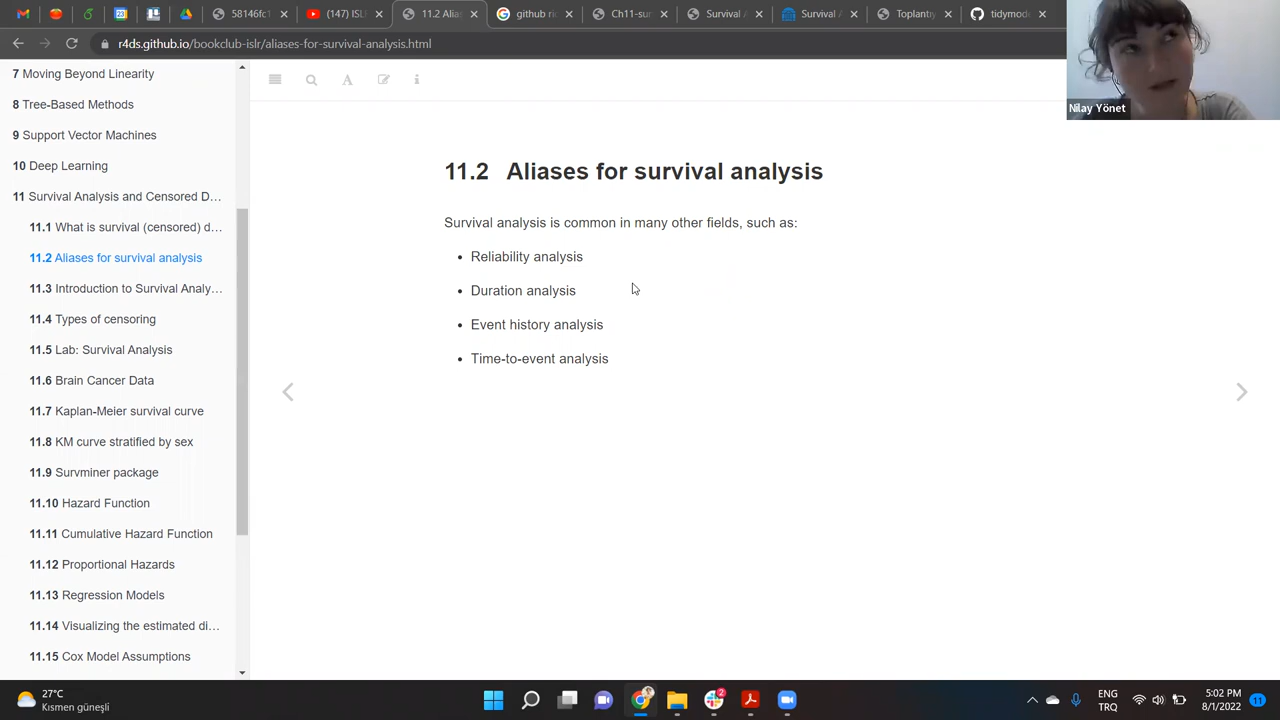 58146fc1
(147) ISL
11.2 Alia
github ri
Ch11-sur
Survival
Survival A
Toplantıy
tidymode
r4ds.github.io/bookclub-islr/aliases-for-survival-analysis.html
Nilay Yönet
7 Moving Beyond Linearity
8 Tree-Based Methods
9 Support Vector Machines
10 Deep Learning
11 Survival Analysis and Censored D...
11.1 What is survival (censored) d...
11.2 Aliases for survival analysis
11.3 Introduction to Survival Analy...
11.4 Types of censoring
11.5 Lab: Survival Analysis
11.6 Brain Cancer Data
11.7 Kaplan-Meier survival curve
11.8 KM curve stratified by sex
11.9 Survminer package
11.10 Hazard Function
11.11 Cumulative Hazard Function
11.12 Proportional Hazards
11.13 Regression Models
11.14 Visualizing the estimated di...
11.15 Cox Model Assumptions
11.2 Aliases for survival analysis
Survival analysis is common in many other fields, such as:
• Reliability analysis
• Duration analysis
• Event history analysis
• Time-to-event analysis
27°C
Kısmen güneşli
2
ENG
TRQ
5:02 PM
8/1/2022
11